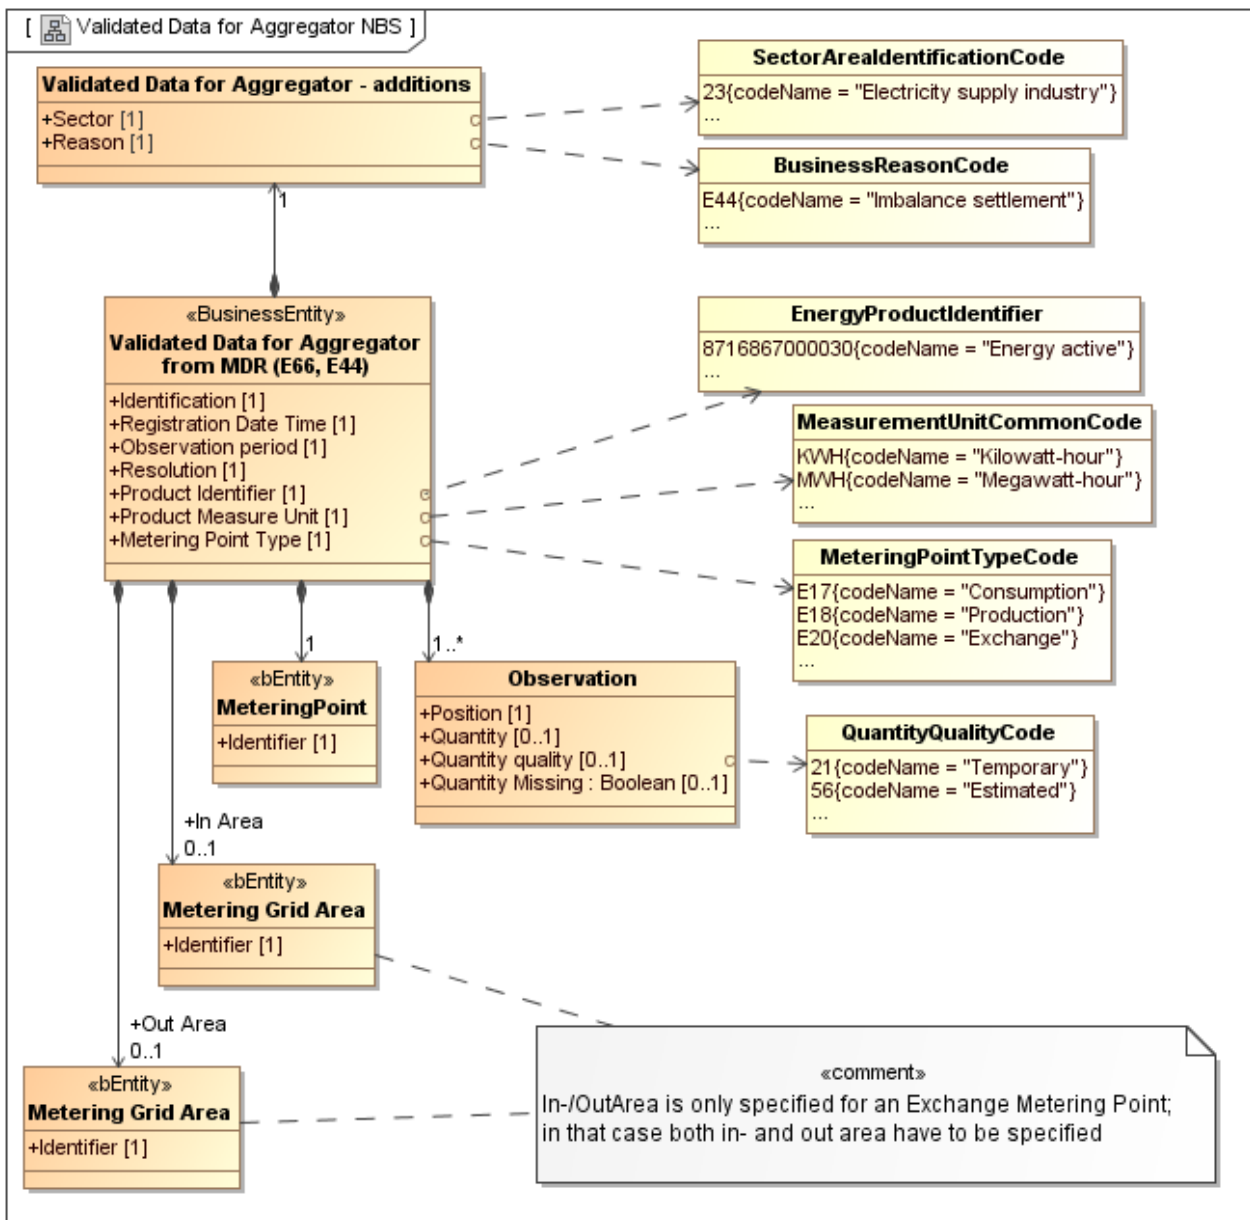 [ Validated Data for Aggregator NBS ]
Validated Data for Aggregator - additions
+Sector [1]
+Reason [1]
SectorAreaIdentificationCode
23{codeName = "Electricity supply industry"}
...
BusinessReasonCode
E44{codeName = "Imbalance settlement"}
...
1
«BusinessEntity»
Validated Data for Aggregator
from MDR (E66, E44)
+Identification [1]
+Registration Date Time [1]
+Observation period [1]
+Resolution [1]
+Product Identifier [1]
+Product Measure Unit [1]
+Metering Point Type [1]
EnergyProductIdentifier
8716867000030{codeName = "Energy active"}
...
MeasurementUnitCommonCode
KWH{codeName = "Kilowatt-hour"}
MWH{codeName = "Megawatt-hour"}
...
MeteringPointTypeCode
E17{codeName = "Consumption"}
E18{codeName = "Production"}
E20{codeName = "Exchange"}
...
1
1..*
«bEntity»
MeteringPoint
+Identifier [1]
Observation
+Position [1]
+Quantity [0..1]
+Quantity quality [0..1]
+Quantity Missing : Boolean [0..1]
QuantityQualityCode
21{codeName = "Temporary"}
56{codeName = "Estimated"}
...
+In Area
0..1
«bEntity»
Metering Grid Area
+Identifier [1]
+Out Area
0..1
«bEntity»
Metering Grid Area
+Identifier [1]
«comment»
In-/OutArea is only specified for an Exchange Metering Point;
in that case both in- and out area have to be specified